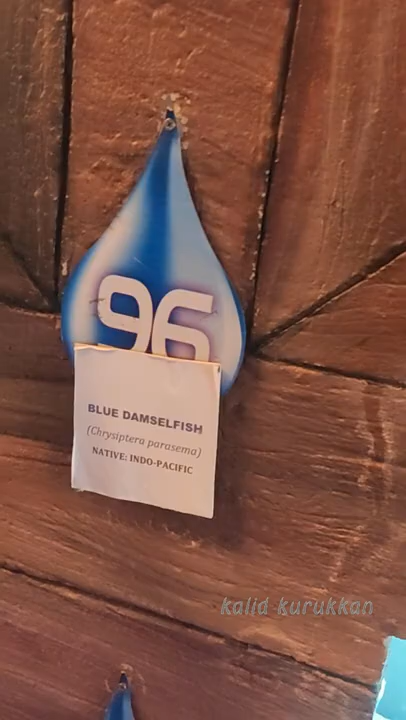 96
BLUE DAMSELFISH
(Chrysiptera parasema)
NATIVE: INDO-PACIFIC
kalid kurukkan